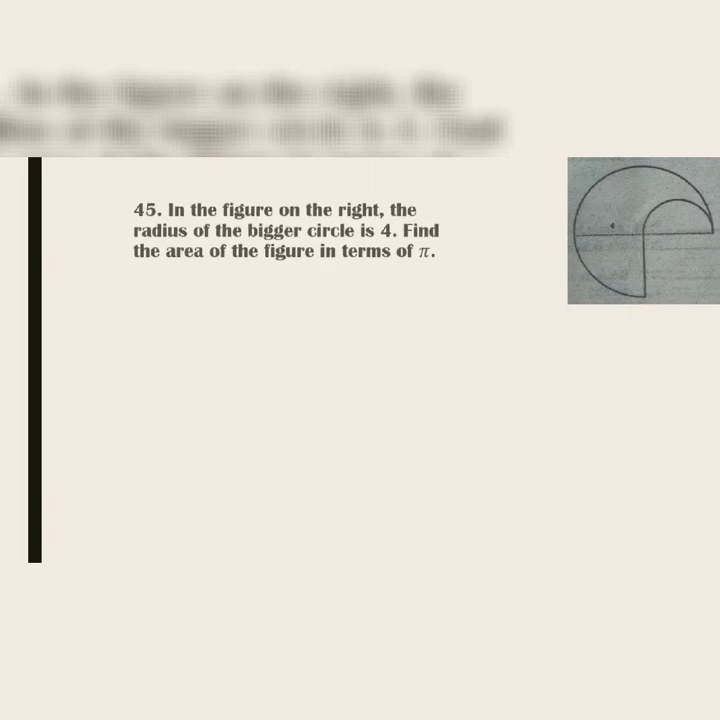 45. In the figure on the right, the
radius of the bigger circle is 4. Find
the area of the figure in terms of π.
4